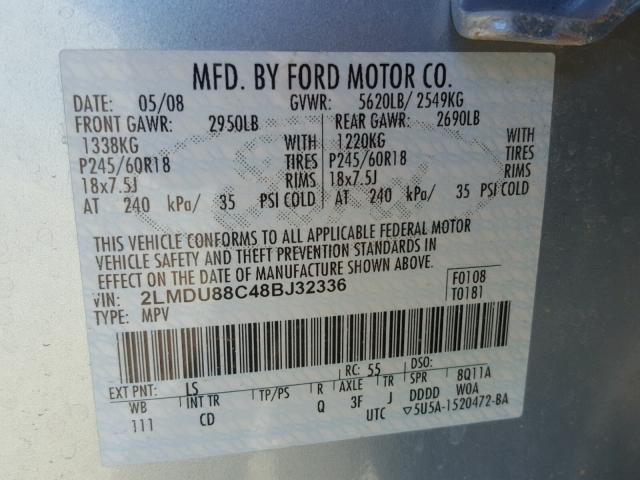 MFD. BY FORD MOTOR CO.
DATE: 05/08 GVWR: 5620LB/ 2549KG
FRONT GAWR: 2950LB REAR GAWR: 2690LB
1338KG WITH 1220KG WITH
P245/60R18 TIRES P245/60R18 TIRES
18x7.5J RIMS 18x7.5J RIMS
AT 240 kPa/ 35 PSI COLD AT 240 kPa/ 35 PSI COLD
THIS VEHICLE CONFORMS TO ALL APPLICABLE FEDERAL MOTOR
VEHICLE SAFETY AND THEFT PREVENTION STANDARDS IN
EFFECT ON THE DATE OF MANUFACTURE SHOWN ABOVE.
VIN: 2LMDU88C48BJ32336 F0108
TYPE: MPV T0181
EXT PNT: LS RC: 55 DSO:
WB INT TR TP/PS R AXLE TR SPR 8Q11A
111 CD Q 3F J DDDD WOA
UTC ▽5U5A-1520472-BA